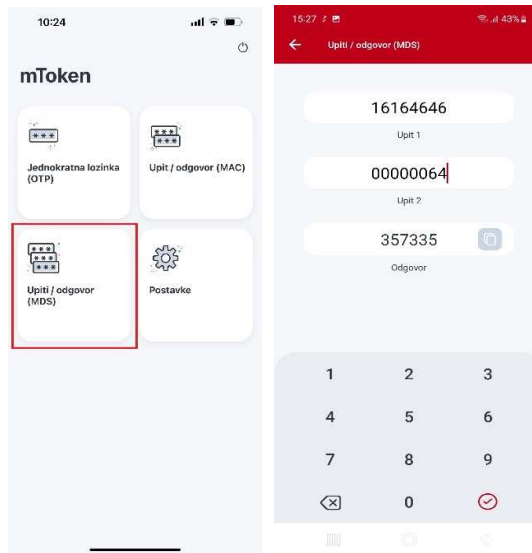 10:24
mToken
***
***
***
Jednokratna lozinka
(OTP)
Upit / odgovor (MAC)
***
***
***
Upiti / odgovor
(MDS)
Postavke
15:27
43%
Upiti / odgovor (MDS)
16164646
Upit 1
00000064
Upit 2
357335
Odgovor
1 2 3
4 5 6
7 8 9
0